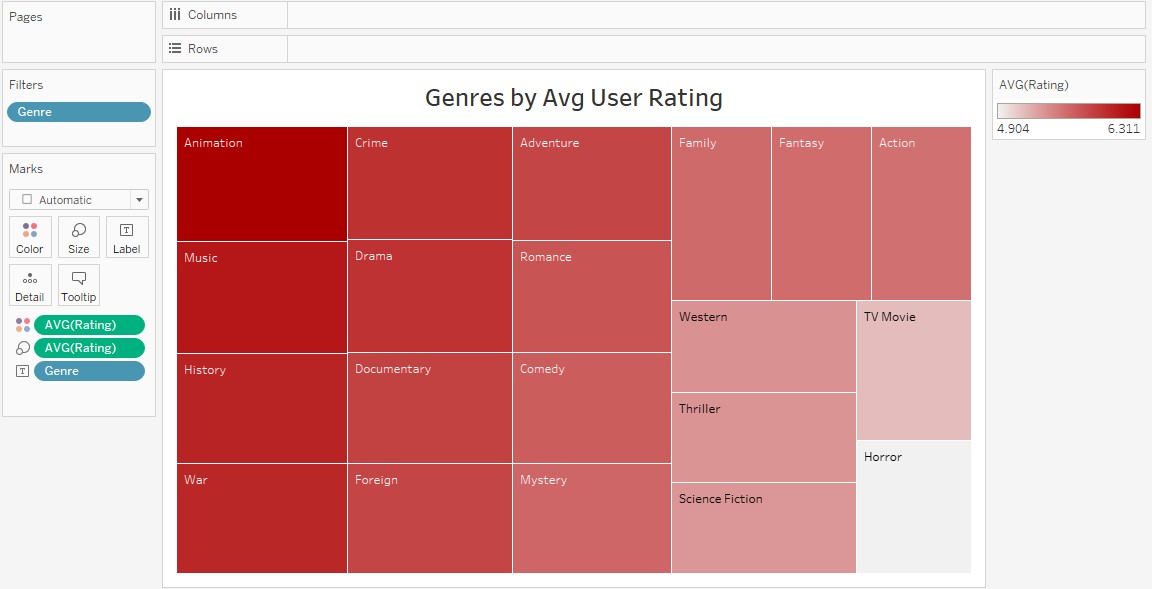 Pages
Columns
Rows
Filters
Genre
Marks
Automatic
Color
Size
Label
Detail
Tooltip
AVG(Rating)
AVG(Rating)
Genre
Genres by Avg User Rating
Animation
Crime
Adventure
Family
Fantasy
Action
Music
Drama
Romance
Western
TV Movie
History
Documentary
Comedy
Thriller
Horror
War
Foreign
Mystery
Science Fiction
AVG(Rating)
4.904 6.311